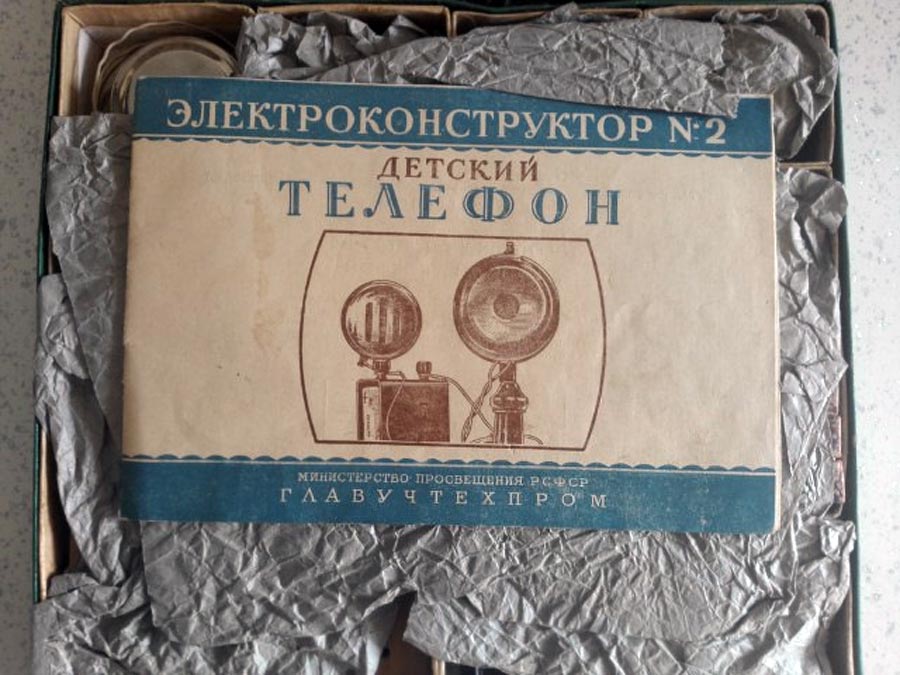 ЭЛЕКТРОКОНСТРУКТОР №2
ДЕТСКИЙ
ТЕЛЕФОН
МИНИСТЕРСТВО ПРОСВЕЩЕНИЯ РСФСР
ГЛАВУЧТЕХПРОМ